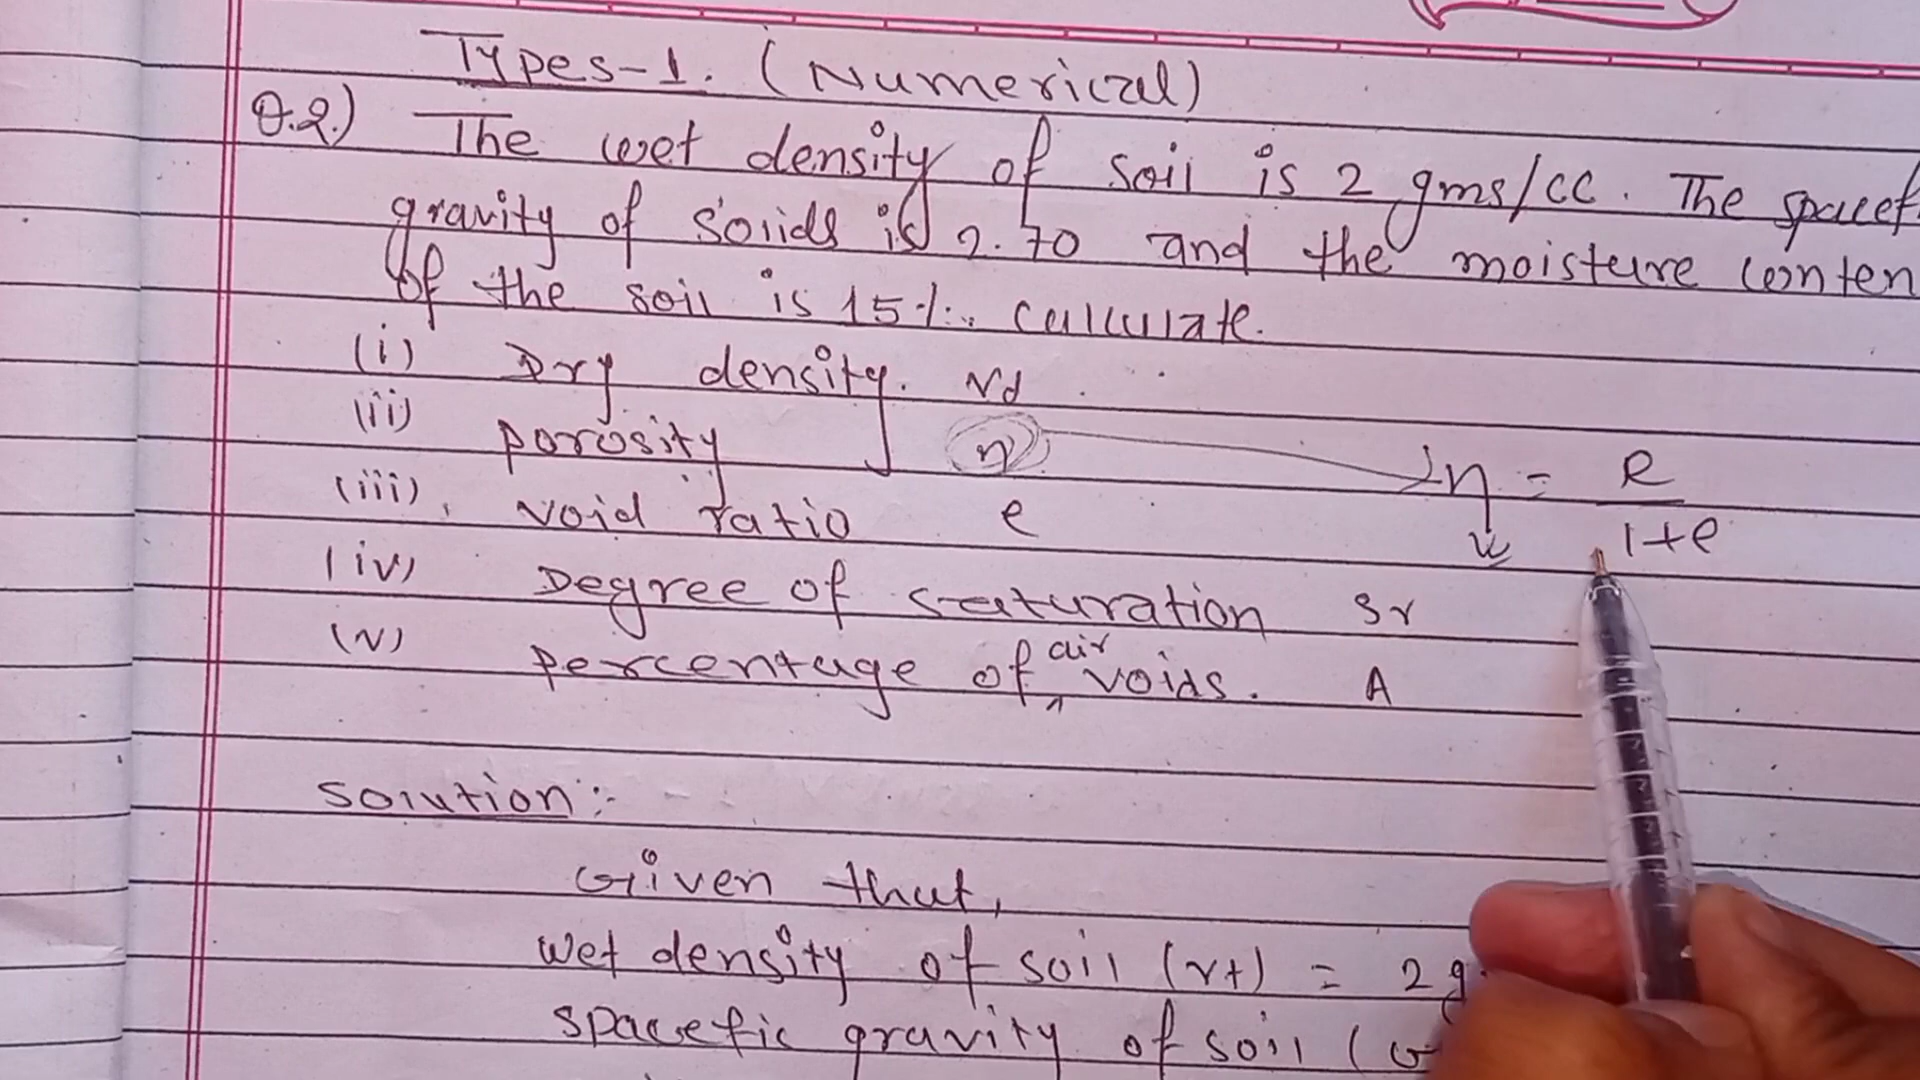 Types-1. (Numerical)
Q.2.) The wet density of soil is 2 gms/cc. The spacef
gravity of solids is 2.70 and the moisture conten
of the soil is 15%. calculate.
(i) Dry density. γd
(ii) porosity η → η = e / 1+e
(iii) void ratio e
(iv) Degree of saturation Sr
(v) percentage of air voids. A
Solution:-
Given that,
wet density of soil (γt) = 2 g
spacefic gravity of soil (G